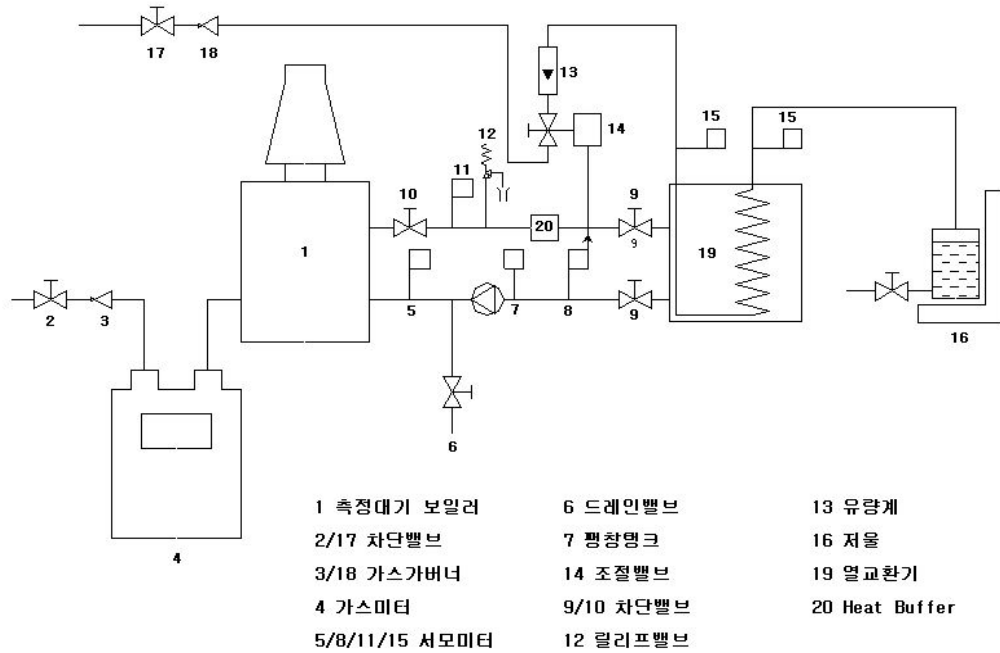 17 18
13
15 15
12
14
11
10
9
20
9
1
19
5 7 8 9
2 3
16
6
4
1 측정대기 보일러 6 드레인밸브 13 유량계
2/17 차단밸브 7 팽창탱크 16 저울
3/18 가스가버너 14 조절밸브 19 열교환기
4 가스미터 9/10 차단밸브 20 Heat Buffer
5/8/11/15 서모미터 12 릴리프밸브